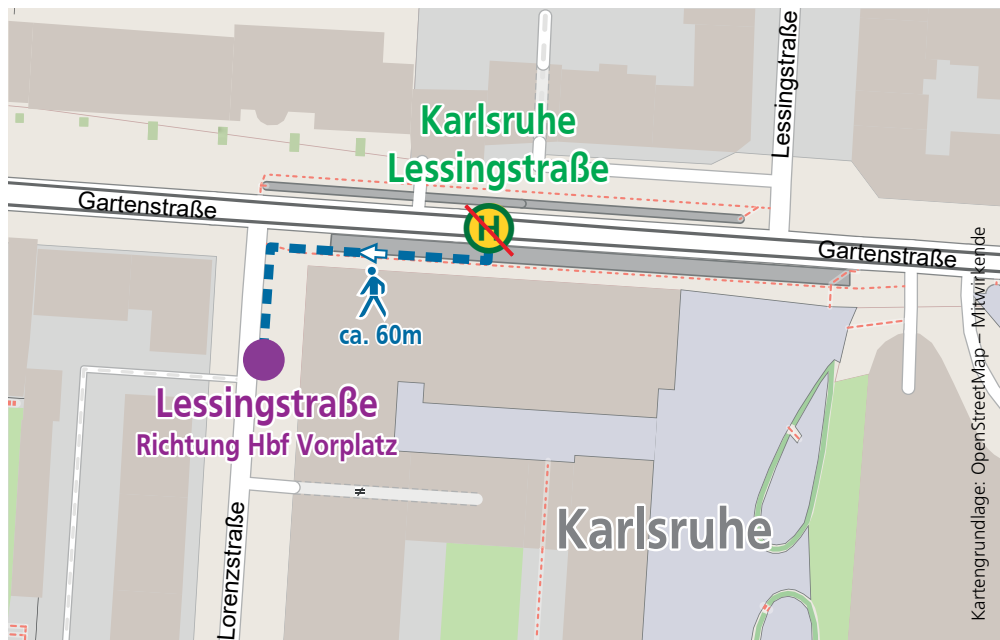 Lessingstraße
Karlsruhe
Lessingstraße
Gartenstraße
H
Gartenstraße
ca. 60m
Lessingstraße
Richtung Hbf Vorplatz
Lorenzstraße
Karlsruhe
Kartengrundlage: OpenStreetMap – Mitwirkende